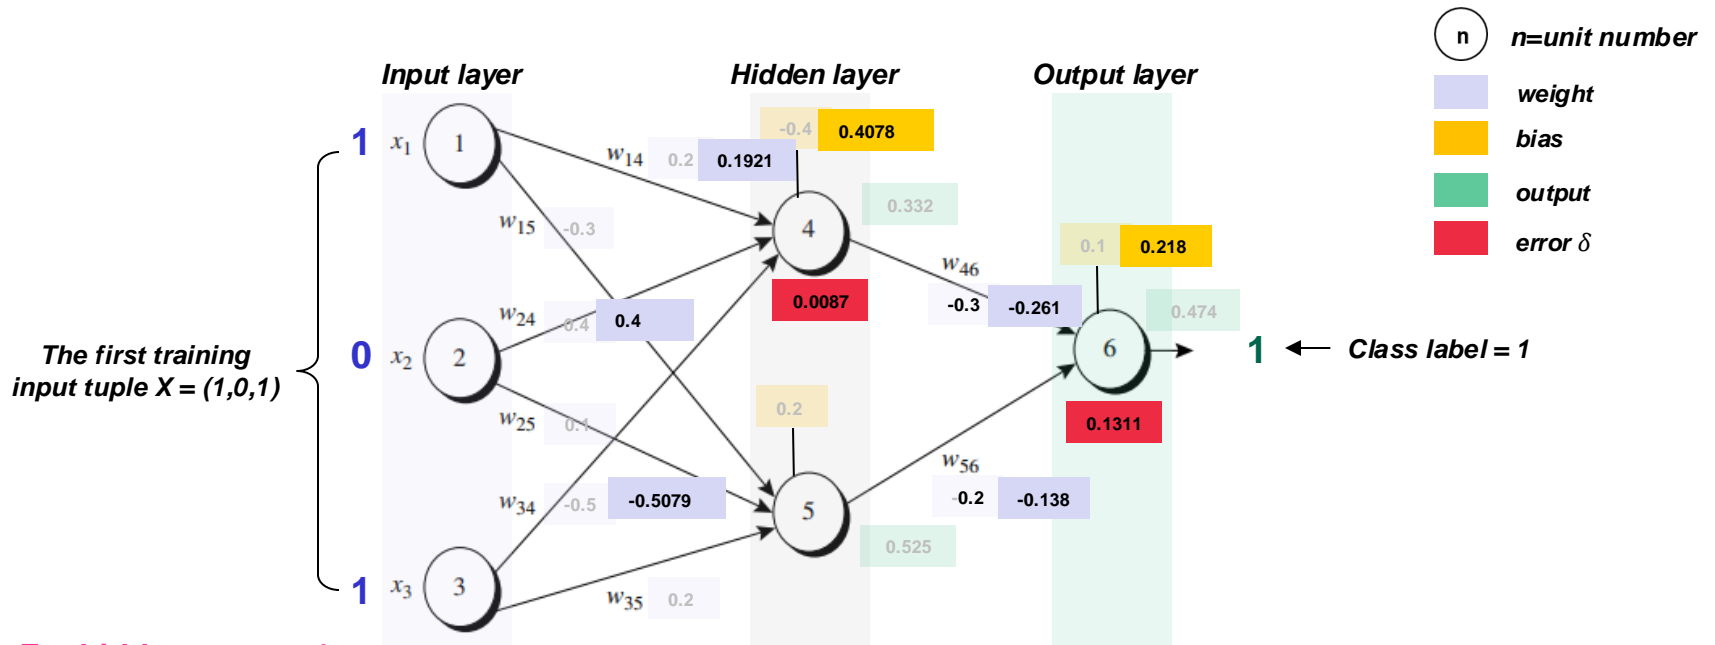 n n=unit number
weight
bias
output
error δ
Input layer
Hidden layer
Output layer
-0.4 0.4078
1 x1 1
w14 0.2 0.1921
0.332
w15 -0.3
4
0.1 0.218
w46
0.0087
-0.3 -0.261
0.474
w24 0.4 0.4
The first training
input tuple X = (1,0,1)
0 x2 2
6
1
Class label = 1
0.2
w25 0.1
0.1311
w56
-0.2 -0.138
w34 -0.5 -0.5079
5
0.525
1 x3 3
w35 0.2